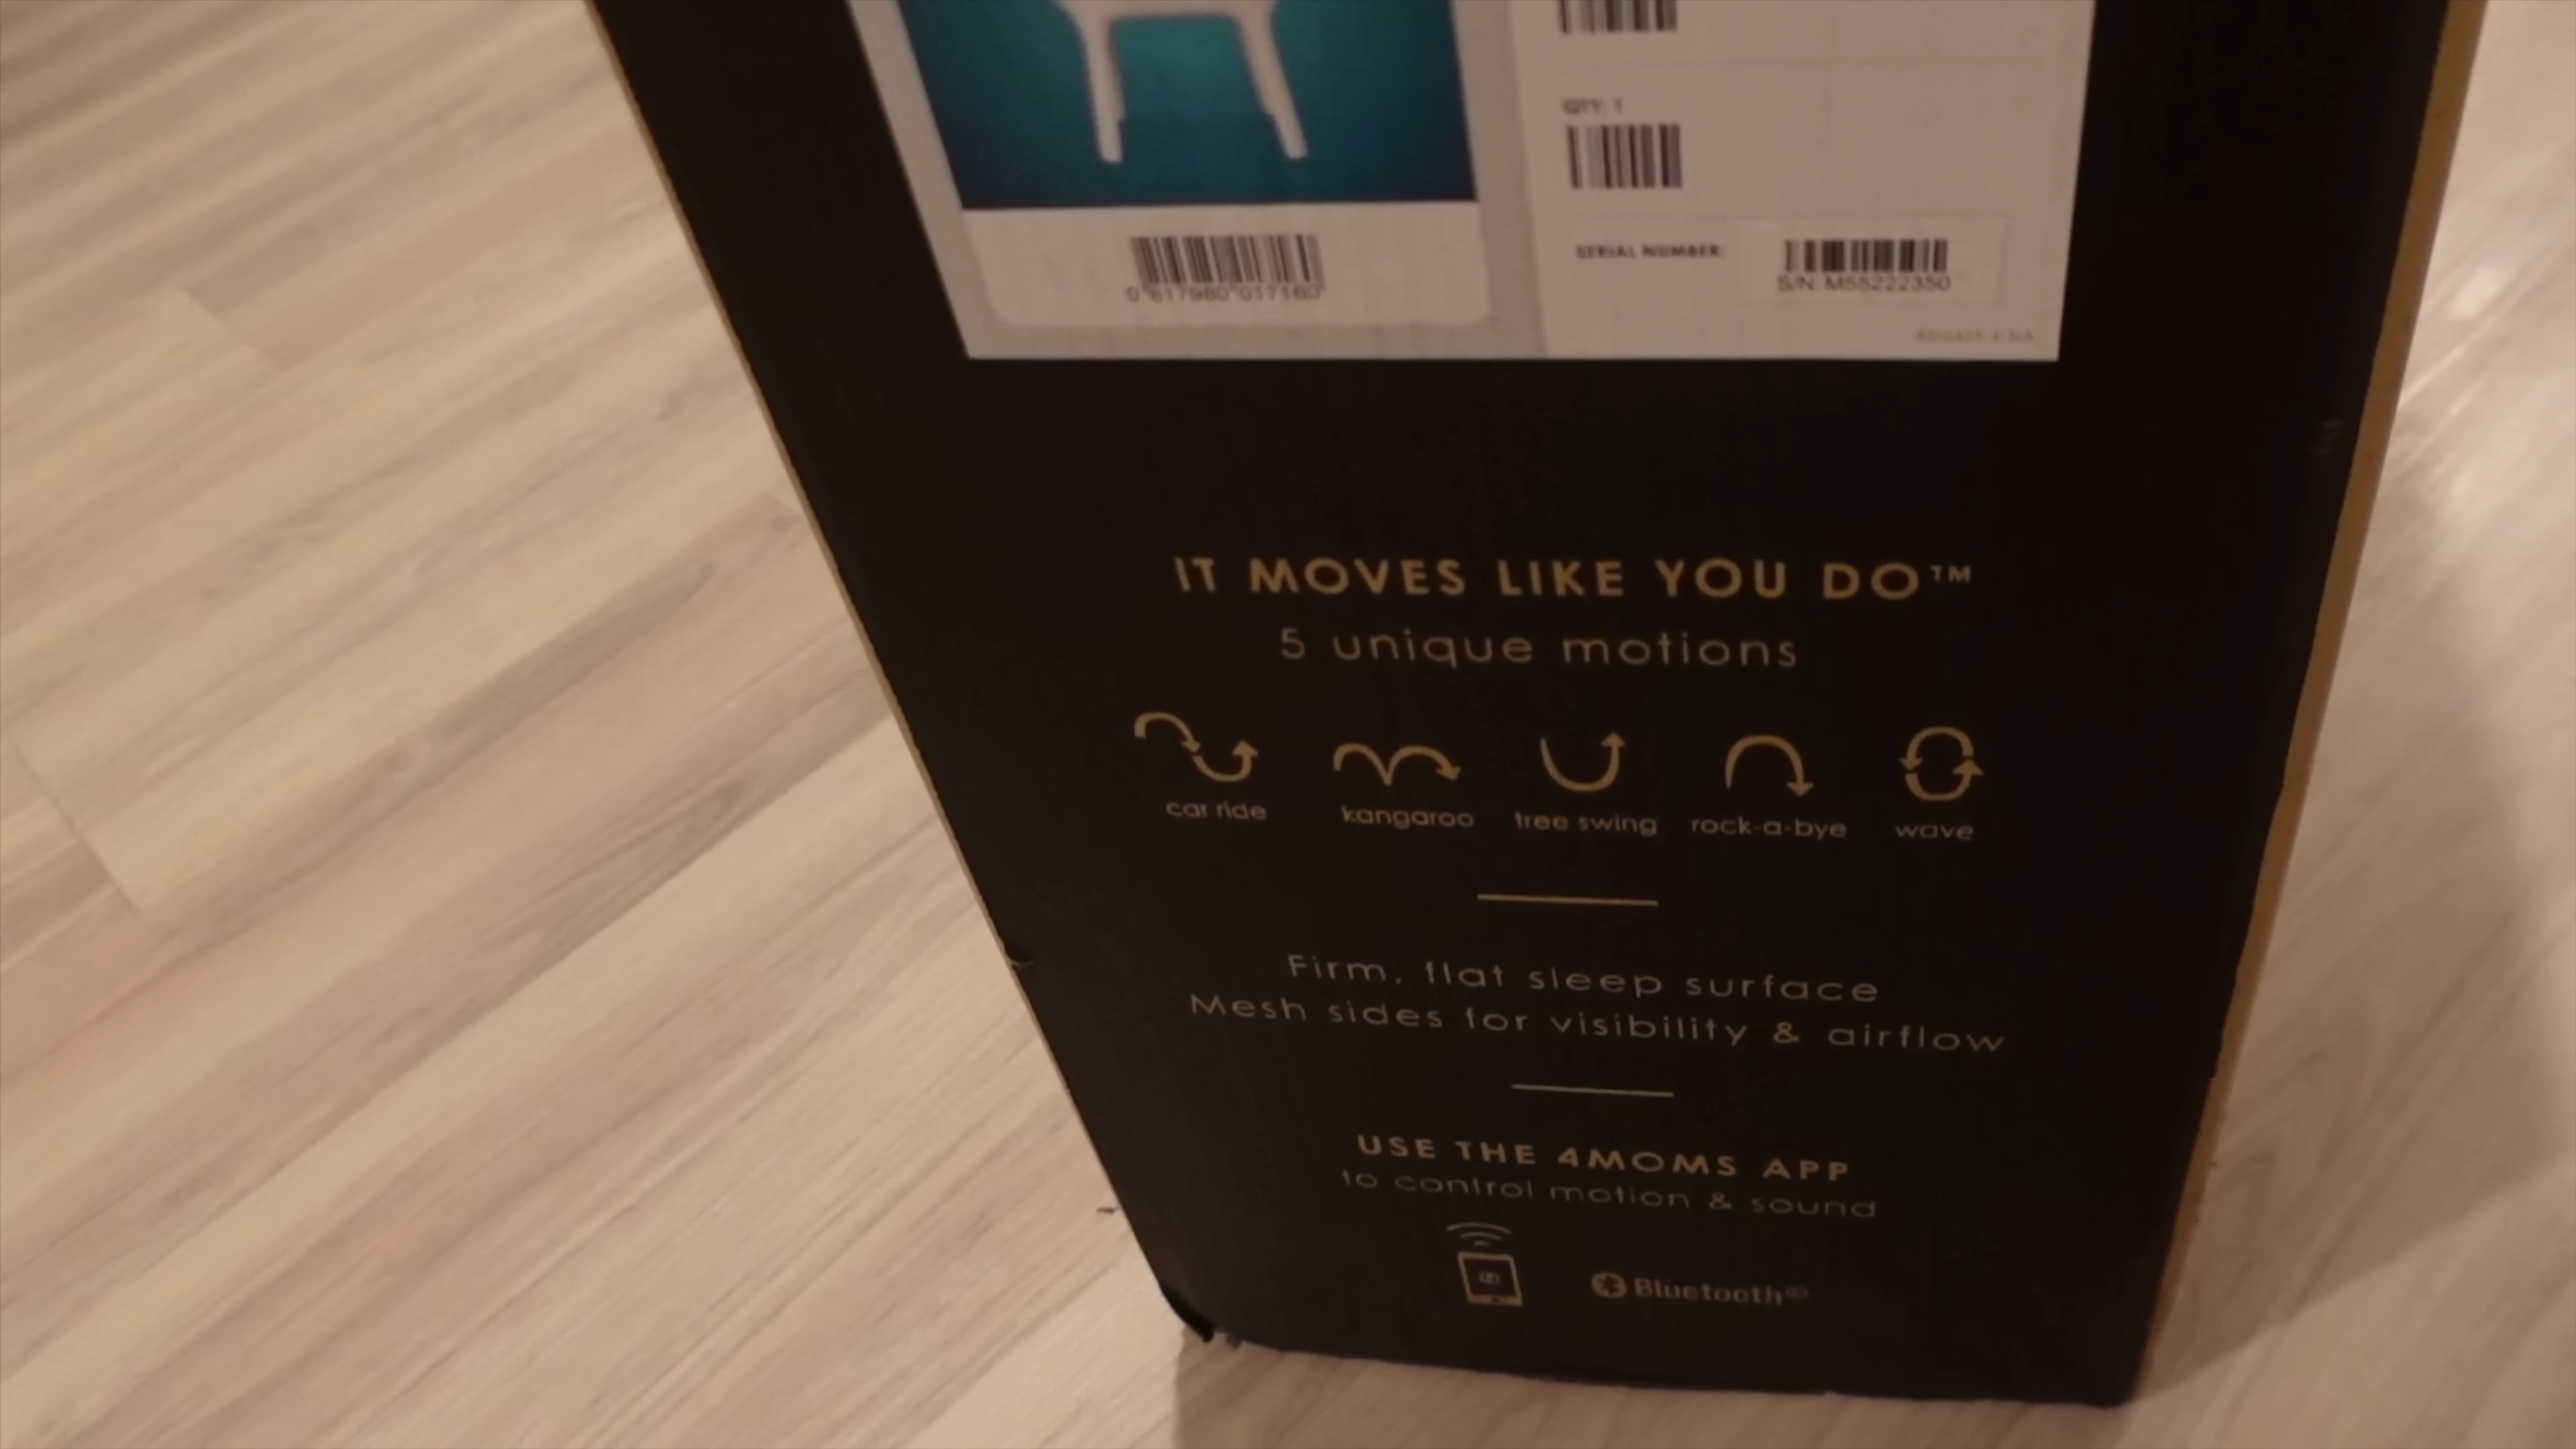 QTY: 1
0 817980 017160
SERIAL NUMBER:
S/N M55222350
IT MOVES LIKE YOU DO™
5 unique motions
car ride kangaroo tree swing rock-a-bye wave
Firm, flat sleep surface
Mesh sides for visibility & airflow
USE THE 4MOMS APP
to control motion & sound
Bluetooth®